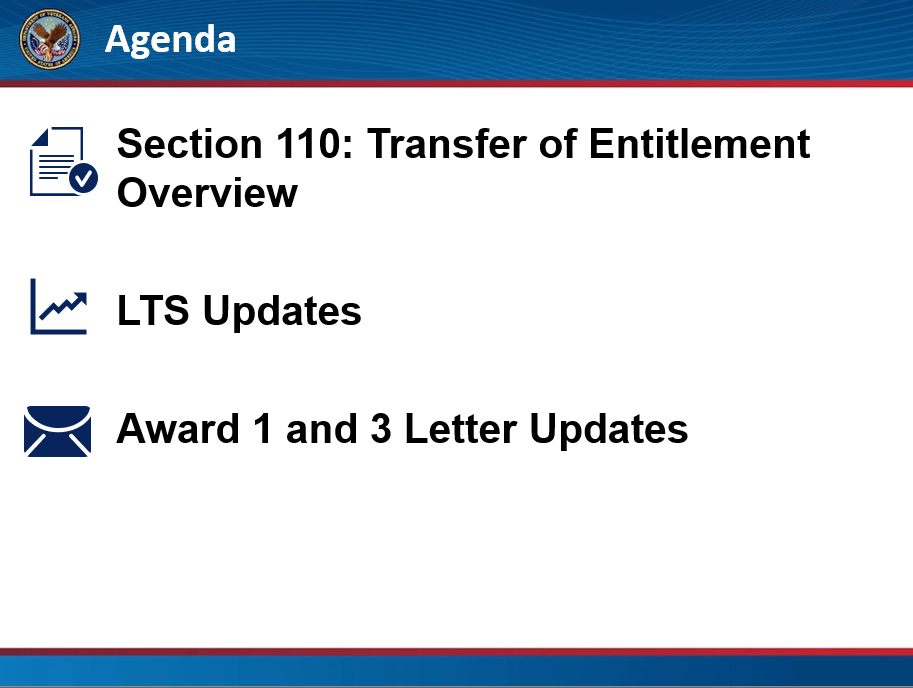 Agenda
Section 110: Transfer of Entitlement
Overview
LTS Updates
Award 1 and 3 Letter Updates